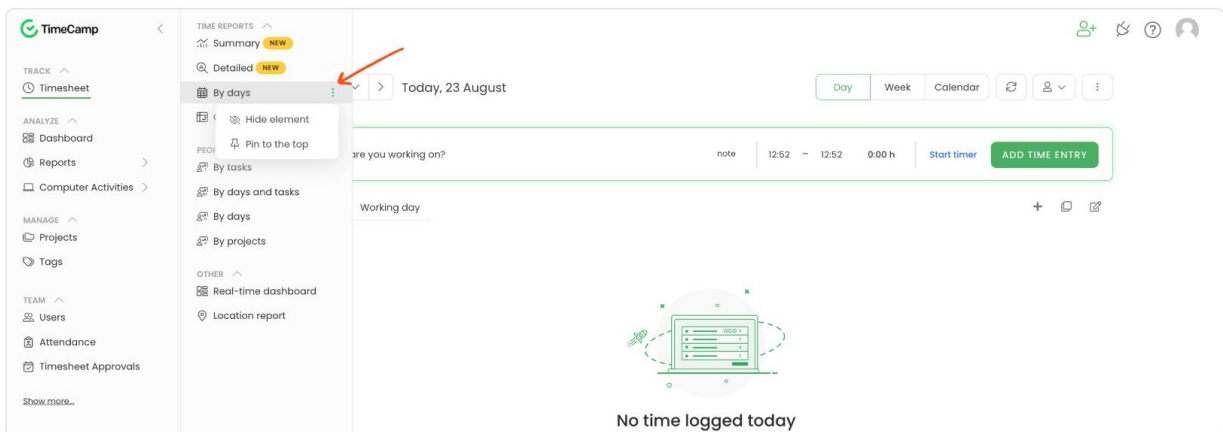 TimeCamp
TRACK
Timesheet
ANALYZE
Dashboard
Reports
Computer Activities
MANAGE
Projects
Tags
TEAM
Users
Attendance
Timesheet Approvals
Show more...
TIME REPORTS
Summary NEW
Detailed NEW
By days
Hide element
Pin to the top
By tasks
By days and tasks
By days
By projects
OTHER
Real-time dashboard
Location report
Today, 23 August
Day Week Calendar
are you working on? note 12:52 – 12:52 0:00 h Start timer ADD TIME ENTRY
Working day
No time logged today